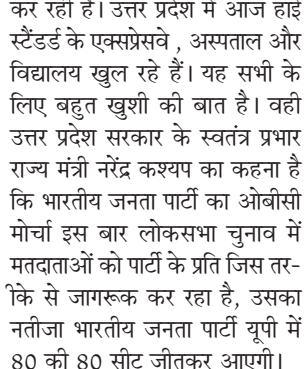 कर रही है। उत्तर प्रदेश में आज हाई
स्टैंडर्ड के एक्सप्रेसवे , अस्पताल और
विद्यालय खुल रहे हैं। यह सभी के
लिए बहुत खुशी की बात है। वही
उत्तर प्रदेश सरकार के स्वतंत्र प्रभार
राज्य मंत्री नरेंद्र कश्यप का कहना है
कि भारतीय जनता पार्टी का ओबीसी
मोर्चा इस बार लोकसभा चुनाव में
मतदाताओं को पार्टी के प्रति जिस तर-
ीके से जागरूक कर रहा है, उसका
नतीजा भारतीय जनता पार्टी यूपी में
80 की 80 सीट जीतकर आएगी।